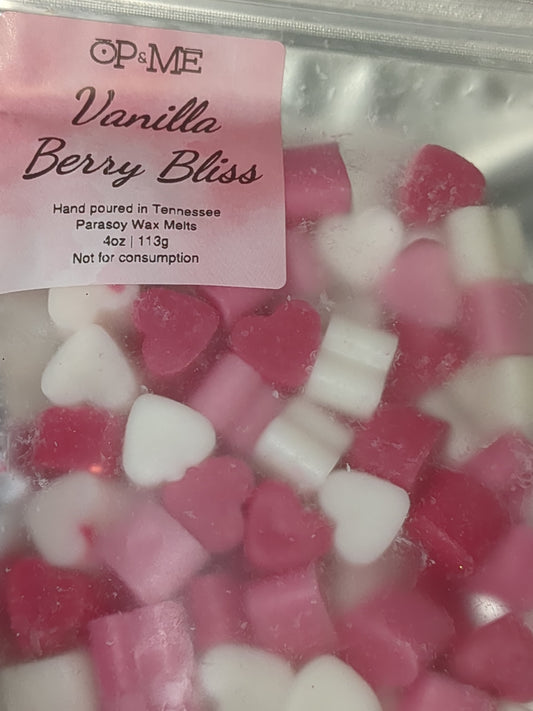 OP&ME
Vanilla
Berry Bliss
Hand poured in Tennessee
Parasoy Wax Melts
4oz | 113g
Not for consumption